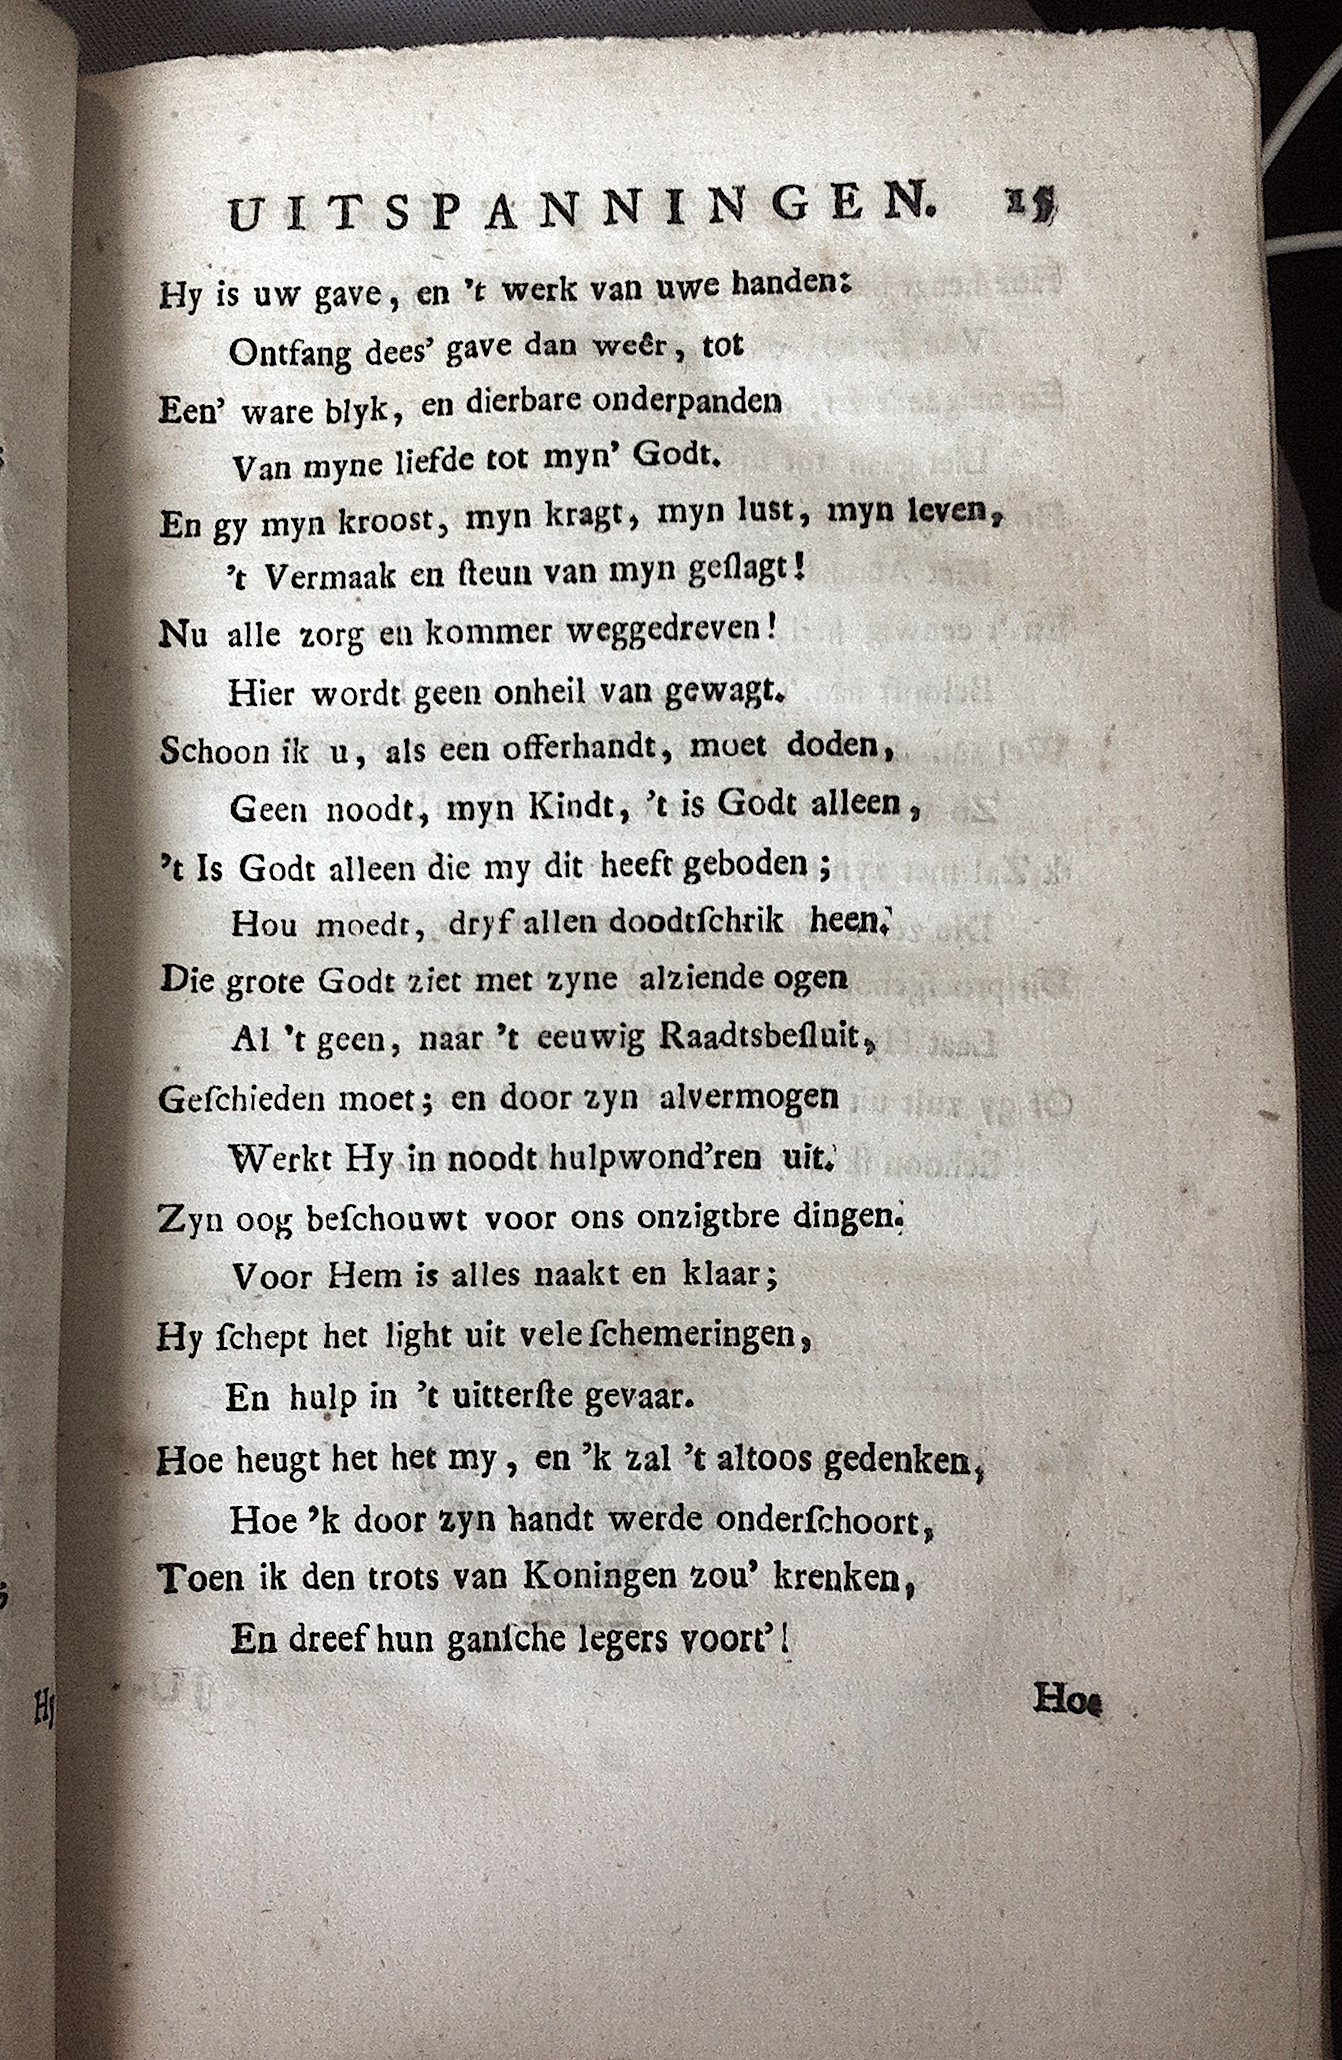 UITSPANNINGEN. 15
Hy is uw gave, en 't werk van uwe handen:
Ontfang dees' gave dan weêr, tot
Een' ware blyk, en dierbare onderpanden
Van myne liefde tot myn' Godt.
En gy myn kroost, myn kragt, myn lust, myn leven,
't Vermaak en ſteun van myn geſlagt!
Nu alle zorg en kommer weggedreven!
Hier wordt geen onheil van gewagt.
Schoon ik u, als een offerhandt, moet doden,
Geen noodt, myn Kindt, 't is Godt alleen,
't Is Godt alleen die my dit heeft geboden;
Hou moedt, dryf allen doodtſchrik heen.
Die grote Godt ziet met zyne alziende ogen
Al 't geen, naar 't eeuwig Raadtsbeſluit,
Geſchieden moet; en door zyn alvermogen
Werkt Hy in noodt hulpwond'ren uit.
Zyn oog beſchouwt voor ons onzigtbre dingen.
Voor Hem is alles naakt en klaar;
Hy ſchept het light uit vele ſchemeringen,
En hulp in 't uitterſte gevaar.
Hoe heugt het het my, en 'k zal 't altoos gedenken,
Hoe 'k door zyn handt werde onderſchoort,
Toen ik den trots van Koningen zou' krenken,
En dreef hun ganſche legers voort'!
Hoe
Hy